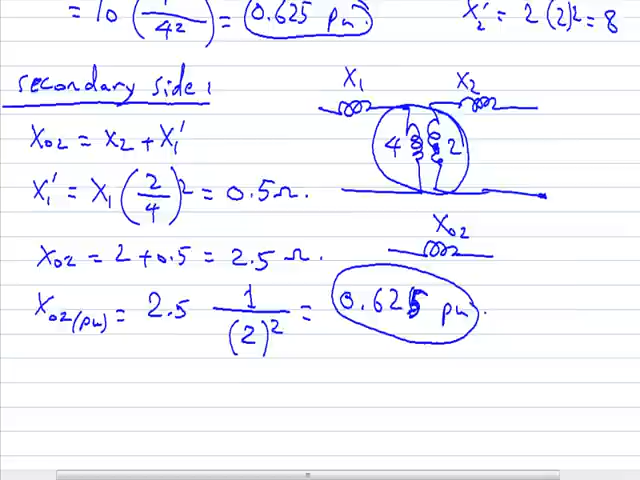 = 10 (1/4²) = 0.625 pu
X₂' = 2 (2)² = 8
secondary side :
X₀₂ = X₂ + X₁'
X₁' = X₁ (2/4)² = 0.5 Ω.
X₀₂ = 2 + 0.5 = 2.5 Ω.
X₀₂(pu) = 2.5 1/(2)² = 0.625 pu.
X₁ X₂
4 2
X₀₂